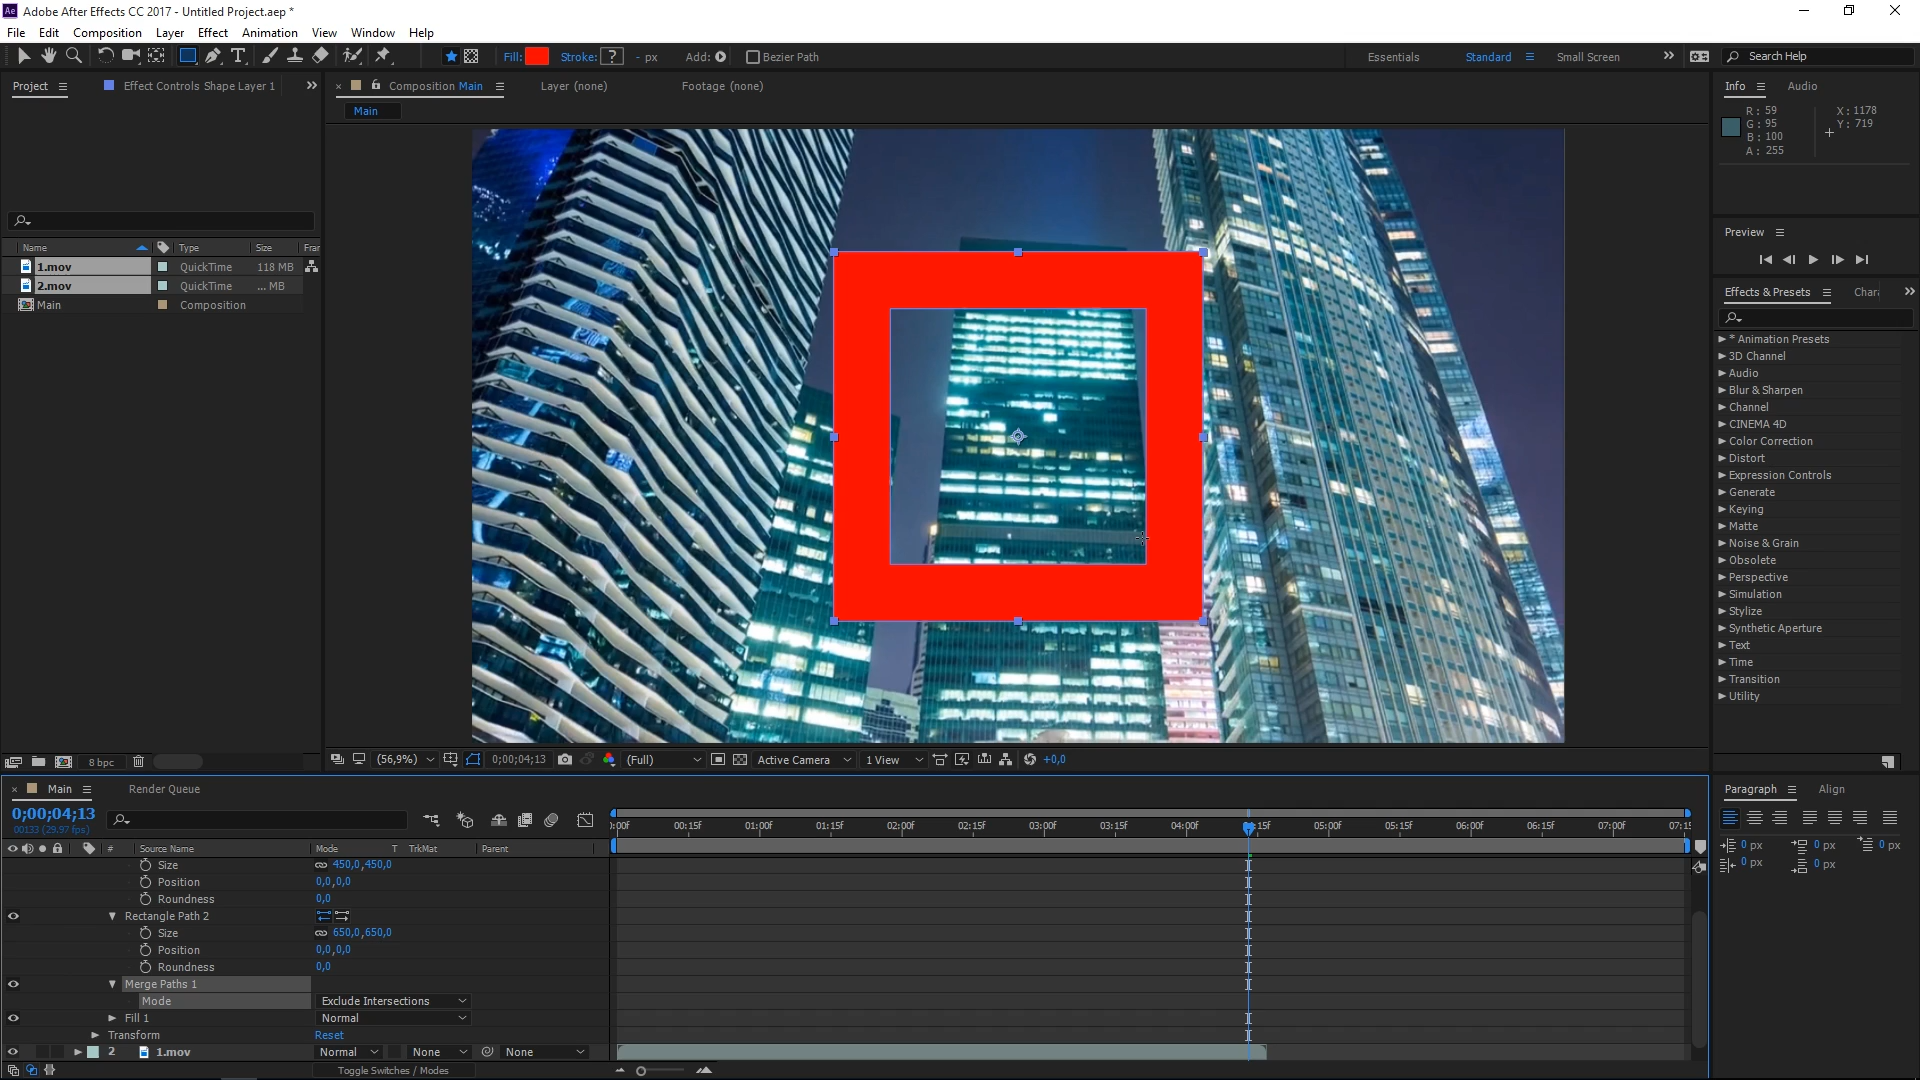 Adobe After Effects CC 2017 - Untitled Project.aep *
File Edit Composition Layer Effect Animation View Window Help
Fill: Stroke: ? - px Add: Bezier Path Essentials Standard Small Screen Search Help
Project Effect Controls Shape Layer 1
Composition Main Layer (none) Footage (none)
Main
Info Audio
R: 59
G: 95
B: 100
A: 255
X: 1178
Y: 719
Name Type Size Fran
1.mov QuickTime 118 MB
2.mov QuickTime ... MB
Main Composition
Preview
Effects & Presets Chara
* Animation Presets
3D Channel
Audio
Blur & Sharpen
Channel
CINEMA 4D
Color Correction
Distort
Expression Controls
Generate
Keying
Matte
Noise & Grain
Obsolete
Perspective
Simulation
Stylize
Synthetic Aperture
Text
Time
Transition
Utility
8 bpc
(56,9%) 0;00;04;13 (Full) Active Camera 1 View +0,0
Main Render Queue
0;00;04;13
00133 (29.97 fps)
):00f 00:15f 01:00f 01:15f 02:00f 02:15f 03:00f 03:15f 04:00f 04:15f 05:00f 05:15f 06:00f 06:15f 07:00f 07:15
# Source Name Mode T TrkMat Parent
Size 450,0,450,0
Position 0,0,0,0
Roundness 0,0
Rectangle Path 2
Size 650,0,650,0
Position 0,0,0,0
Roundness 0,0
Merge Paths 1
Mode Exclude Intersections
Fill 1 Normal
Transform Reset
2 1.mov Normal None None
Toggle Switches / Modes
Paragraph Align
0 px 0 px 0 px
0 px 0 px